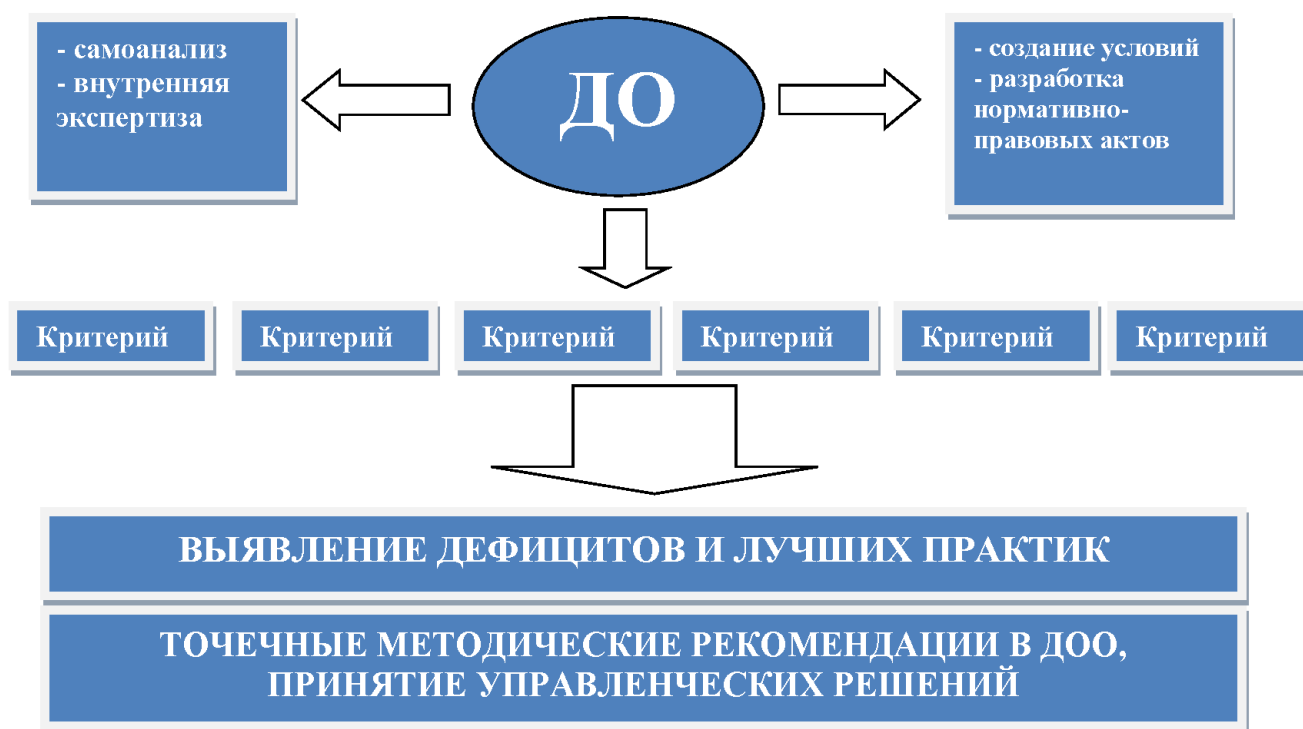 - самоанализ
- внутренняя
экспертиза
ДО
- создание условий
- разработка
нормативно-
правовых актов
Критерий
Критерий
Критерий
Критерий
Критерий
Критерий
ВЫЯВЛЕНИЕ ДЕФИЦИТОВ И ЛУЧШИХ ПРАКТИК
ТОЧЕЧНЫЕ МЕТОДИЧЕСКИЕ РЕКОМЕНДАЦИИ В ДОО,
ПРИНЯТИЕ УПРАВЛЕНЧЕСКИХ РЕШЕНИЙ